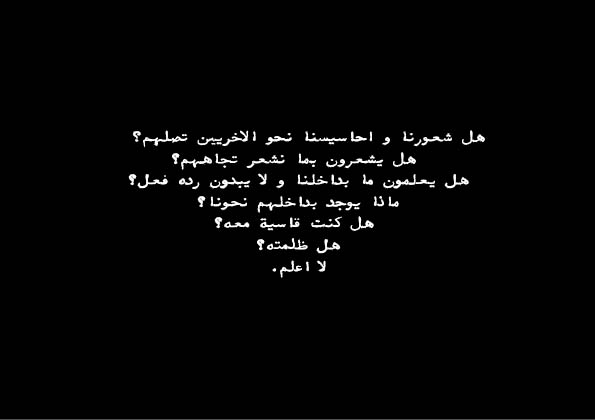 هل شعورنا و احاسيسنا نحو الاخريين تصلهم؟
هل يشعرون بما نشعر تجاههم؟
هل يعلمون ما بداخلنا و لا يبدون رده فعل؟
ماذا يوجد بداخلهم نحونا؟
هل كنت قاسية معه؟
هل ظلمته؟
لا اعلم.